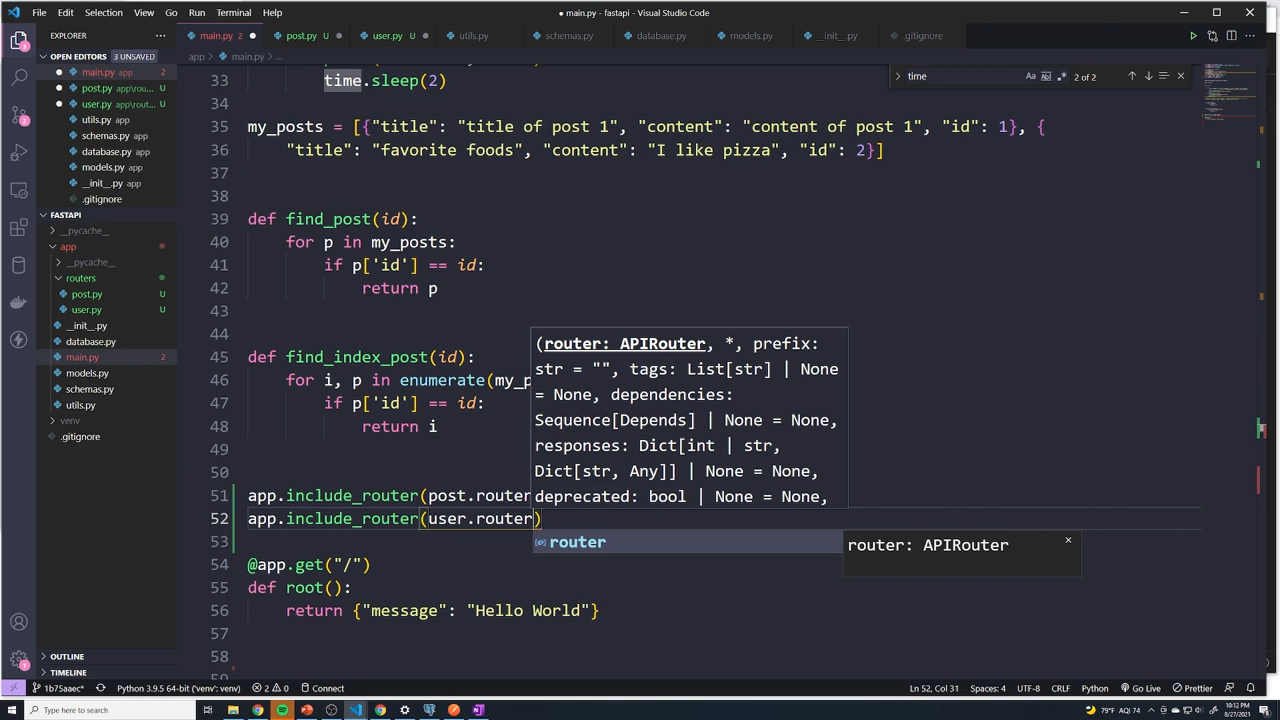 File Edit Selection View Go Run Terminal Help
● main.py - fastapi - Visual Studio Code
EXPLORER
main.py 2
post.py U
user.py U
utils.py
schemas.py
database.py
models.py
__init__.py
.gitignore
OPEN EDITORS 3 UNSAVED
main.py app 2
post.py app\rou... U
user.py app\rout... U
utils.py app
schemas.py app
database.py app
models.py app
__init__.py app
.gitignore
FASTAPI
__pycache__
app
__pycache__
routers
post.py U
user.py U
__init__.py
database.py
main.py 2
models.py
schemas.py
utils.py
venv
.gitignore
OUTLINE
TIMELINE
app > main.py > ...
time
Aa Ab 2 of 2
33 time.sleep(2)
34
35 my_posts = [{"title": "title of post 1", "content": "content of post 1", "id": 1}, {
36 "title": "favorite foods", "content": "I like pizza", "id": 2}]
37
38
39 def find_post(id):
40 for p in my_posts:
41 if p['id'] == id:
42 return p
43
44
45 def find_index_post(id):
46 for i, p in enumerate(my_p
47 if p['id'] == id:
48 return i
49
50
51 app.include_router(post.router
52 app.include_router(user.router)
53
54 @app.get("/")
55 def root():
56 return {"message": "Hello World"}
57
58
(router: APIRouter, *, prefix:
str = "", tags: List[str] | None
= None, dependencies:
Sequence[Depends] | None = None,
responses: Dict[int | str,
Dict[str, Any]] | None = None,
deprecated: bool | None = None,
router
router: APIRouter
1b5aaec* Python 3.9.5 64-bit ('venv': venv) 2 0 Connect
Ln 52, Col 31 Spaces: 4 UTF-8 CRLF Python Go Live Prettier
Type here to search
79°F AQI 74
10:12 PM
8/27/2021